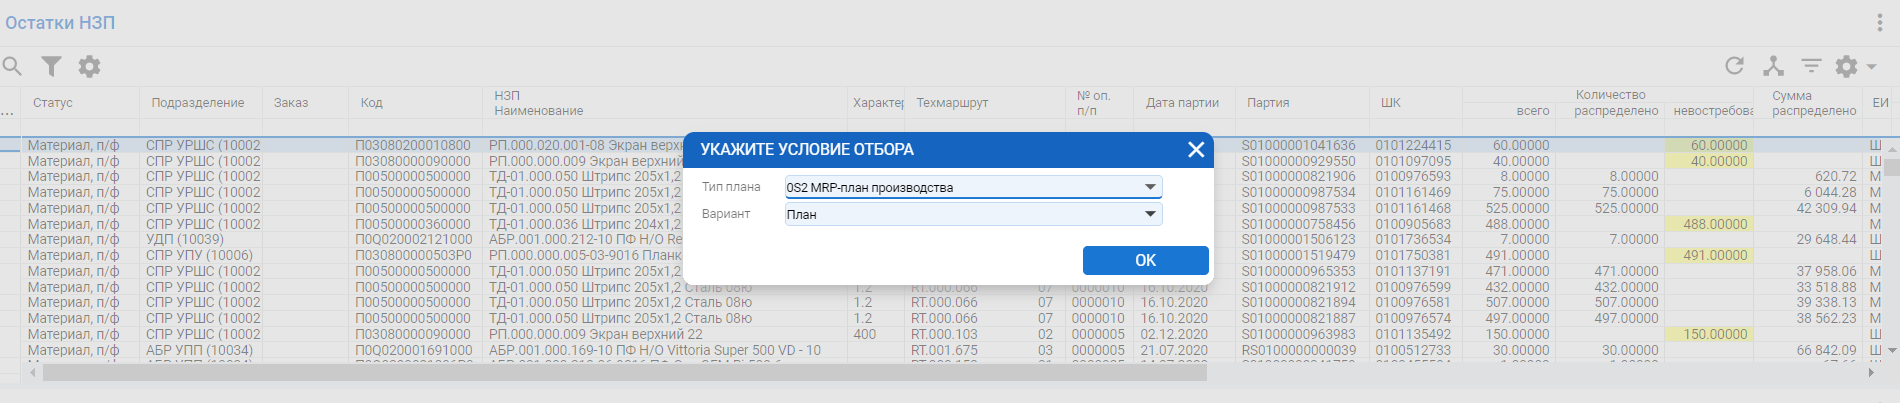 Остатки НЗП
Статус Подразделение Заказ Код НЗП Наименование Характер Техмаршрут № оп. п/п Дата партии Партия ШК Количество всего распределено невостребова Сумма распределено ЕИ
Материал, п/ф СПР УРШС (10002 П03080200010800 РП.000.020.001-08 Экран верхн S01000001041636 0101224415 60.00000 60.00000 Ш
Материал, п/ф СПР УРШС (10002 П03080000090000 РП.000.000.009 Экран верхний S01000000929550 0101097095 40.00000 40.00000 Ш
Материал, п/ф СПР УРШС (10002 П00500000500000 ТД-01.000.050 Штрипс 205х1,2 S01000000821906 0100976593 8.00000 8.00000 620.72 М
Материал, п/ф СПР УРШС (10002 П00500000500000 ТД-01.000.050 Штрипс 205х1,2 S01000000987534 0101161469 75.00000 75.00000 6 044.28 М
Материал, п/ф СПР УРШС (10002 П00500000500000 ТД-01.000.050 Штрипс 205х1,2 S01000000987533 0101161468 525.00000 525.00000 42 309.94 М
Материал, п/ф СПР УРШС (10002 П00500000360000 ТД-01.000.036 Штрипс 204х1,2 S01000000758456 0100905683 488.00000 488.00000 М
Материал, п/ф УДП (10039) П0Q020002121000 АБР.001.000.212-10 ПФ Н/О Re S01000001506123 0101736534 7.00000 7.00000 29 648.44 Ш
Материал, п/ф СПР УПУ (10006) П030800000503Р0 РП.000.000.005-03-9016 Планк S01000001519479 0101750381 491.00000 491.00000 Ш
Материал, п/ф СПР УРШС (10002 П00500000500000 ТД-01.000.050 Штрипс 205х1,2 S01000000965353 0101137191 471.00000 471.00000 37 958.06 М
Материал, п/ф СПР УРШС (10002 П00500000500000 ТД-01.000.050 Штрипс 205х1,2 Сталь 08ю 1.2 RT.000.066 07 0000010 16.10.2020 S01000000821912 0100976599 432.00000 432.00000 33 518.88 М
Материал, п/ф СПР УРШС (10002 П00500000500000 ТД-01.000.050 Штрипс 205х1,2 Сталь 08ю 1.2 RT.000.066 07 0000010 16.10.2020 S01000000821894 0100976581 507.00000 507.00000 39 338.13 М
Материал, п/ф СПР УРШС (10002 П00500000500000 ТД-01.000.050 Штрипс 205х1,2 Сталь 08ю 1.2 RT.000.066 07 0000010 16.10.2020 S01000000821887 0100976574 497.00000 497.00000 38 562.23 М
Материал, п/ф СПР УРШС (10002 П03080000090000 РП.000.000.009 Экран верхний 22 400 RT.000.103 02 0000005 02.12.2020 S01000000963983 0101135492 150.00000 150.00000 Ш
Материал, п/ф АБР УПП (10034) П0Q020001691000 АБР.001.000.169-10 ПФ Н/О Vittoria Super 500 VD - 10 RT.001.675 03 0000005 21.07.2020 RS0100000000039 0100512733 30.00000 30.00000 66 842.09 Ш
УКАЖИТЕ УСЛОВИЕ ОТБОРА
Тип плана 0S2 MRP-план производства
Вариант План
OK